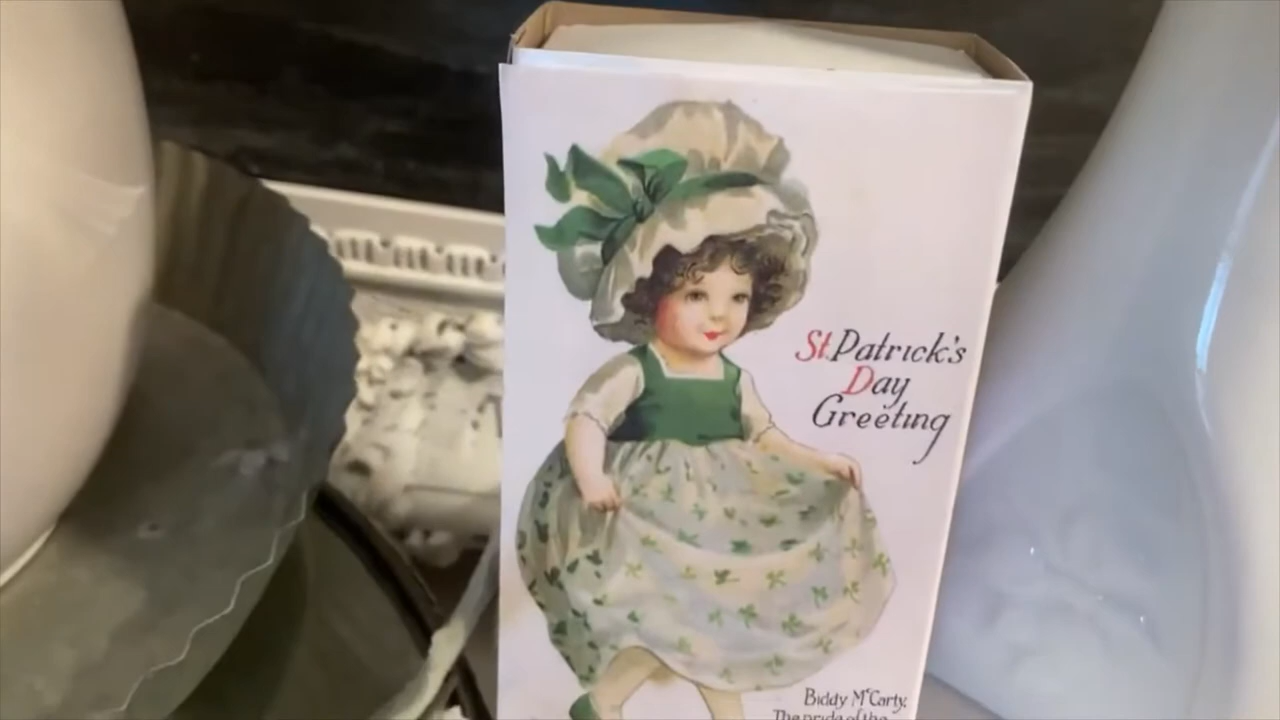 St. Patrick's
Day
Greeting
Biddy McCarty.
The pride of the